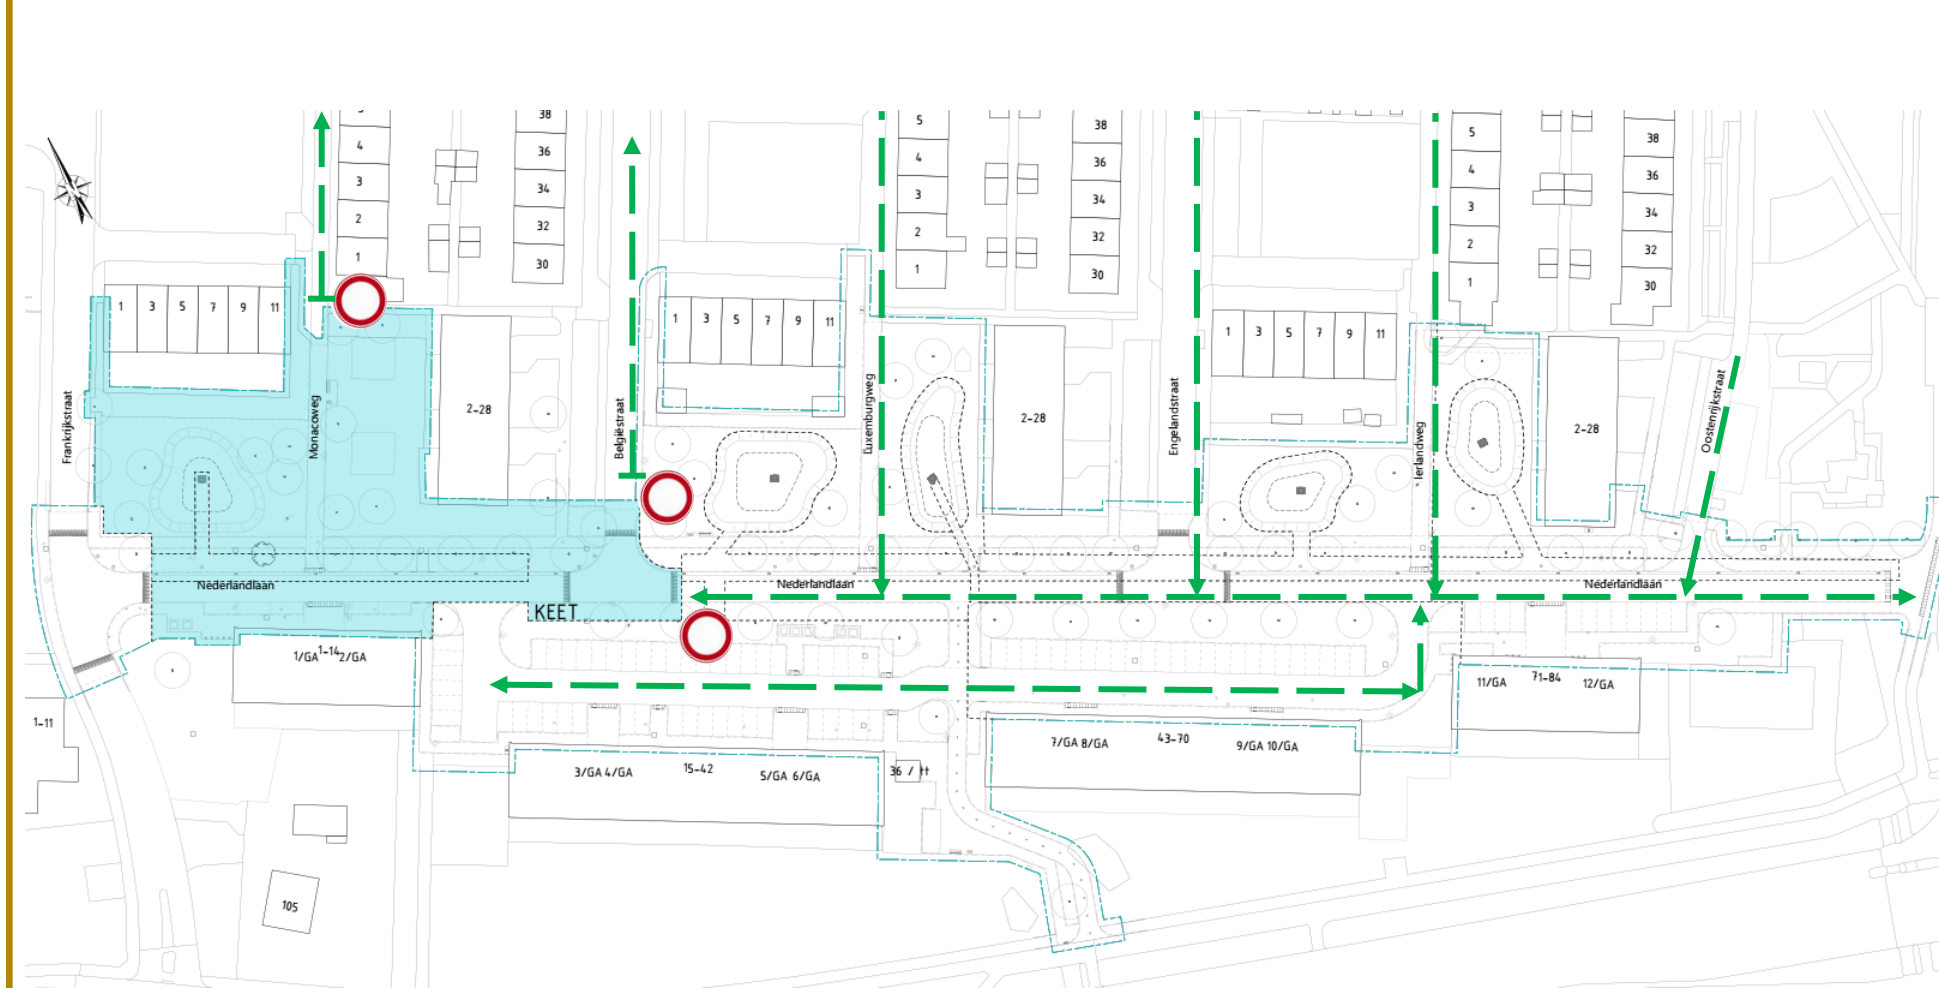 38
36
34
32
30
5
4
3
2
1
4
3
2
1
5
4
3
2
1
38
36
34
32
30
38
36
34
32
30
1 3 5 7 9 11
1 3 5 7 9 11
1 3 5 7 9 11
2-28
2-28
2-28
Frankrijkstraat
Monacoweg
Belgiëstraat
Luxemburgweg
Engelandstraat
Ierlandweg
Oostenrijkstraat
Nederlandlaan
Nederlandlaan
Nederlandlaan
KEET
1/GA 1-14 2/GA
11/GA 71-84 12/GA
1-11
7/GA 8/GA 43-70 9/GA 10/GA
3/GA 4/GA 15-42 5/GA 6/GA
36 / tt
105